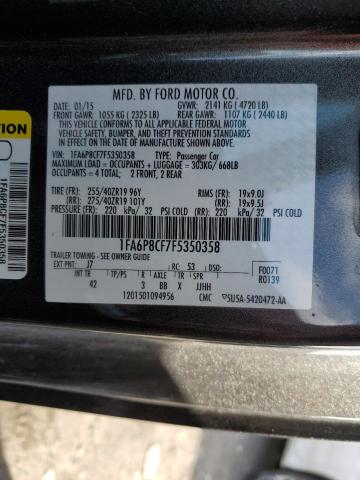 MFD. BY FORD MOTOR CO.
01/15 GVWR: 2141 KG ( 4720 LB)
FRONT GAWR: 1055 KG ( 2325 LB) REAR GAWR: 1107 KG ( 2440 LB)
THIS VEHICLE CONFORMS TO ALL APPLICABLE FEDERAL MOTOR
VEHICLE SAFETY, BUMPER, AND THEFT PREVENTION STANDARDS
IN EFFECT ON THE DATE OF MANUFACTURE SHOWN ABOVE.
VEHICLE
VIN: 1FA6P8CF7F5350358 TYPE: Passenger Car
MAXIMUM LOAD = OCCUPANTS + LUGGAGE = 303KG/ 668LB
OCCUPANTS = 4 TOTAL / 2 FRONT, 2 REAR
TIRE (FF): 255/40ZR19 96Y RIMS (FF): 19x9.0J
(RR): 275/40ZR19 101Y (RR): 19x9.5J
PRESSURE (FF): 220 kPa/ 32 PSI COLD (RR): 220 kPa/ 32 PSI COLD
1FA6P8CF7F5350358
TRAILER TOWING - SEE OWNER GUIDE
EXT PNT: J7 RC: 53 DSO: F0071
INT TR TP/PS R AXLE TR SPR R0139
42 3 BB X JJHH
1201501094956 CMC 5U5A-5420472-AA
1FA6P8CF7F5350358